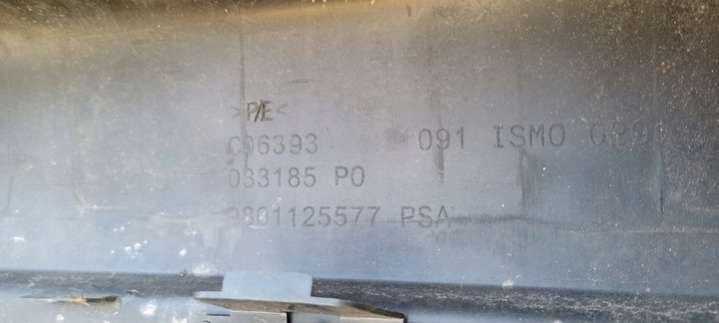 >P/E<
C06393 091 ISMO
033185 PO
9801125577 PSA